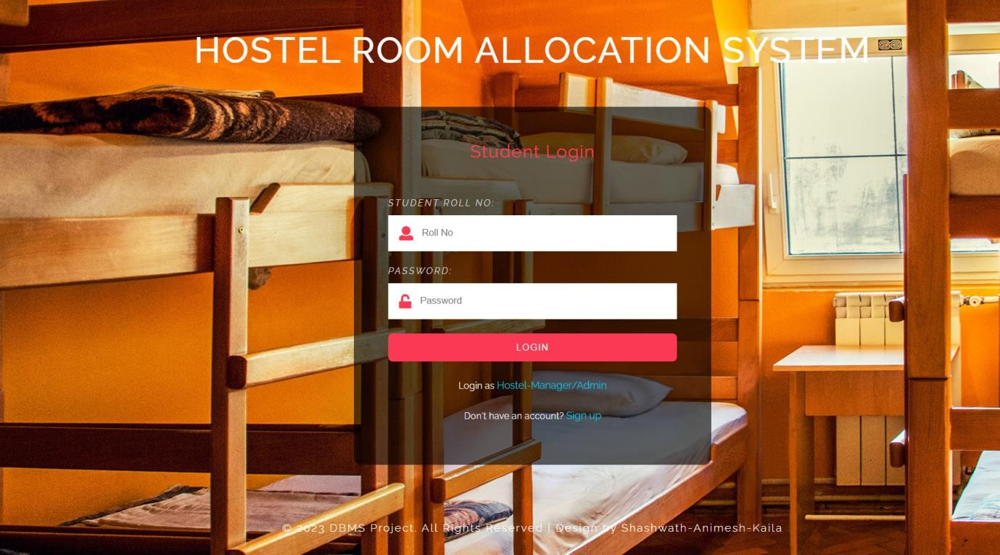 HOSTEL ROOM ALLOCATION SYSTEM
Student Login
STUDENT ROLL NO:
Roll No
PASSWORD:
Password
LOGIN
Login as Hostel-Manager/Admin
Don't have an account? Sign up
© 2023 DBMS Project. All Rights Reserved | Design by Shashwath-Animesh-Kaila